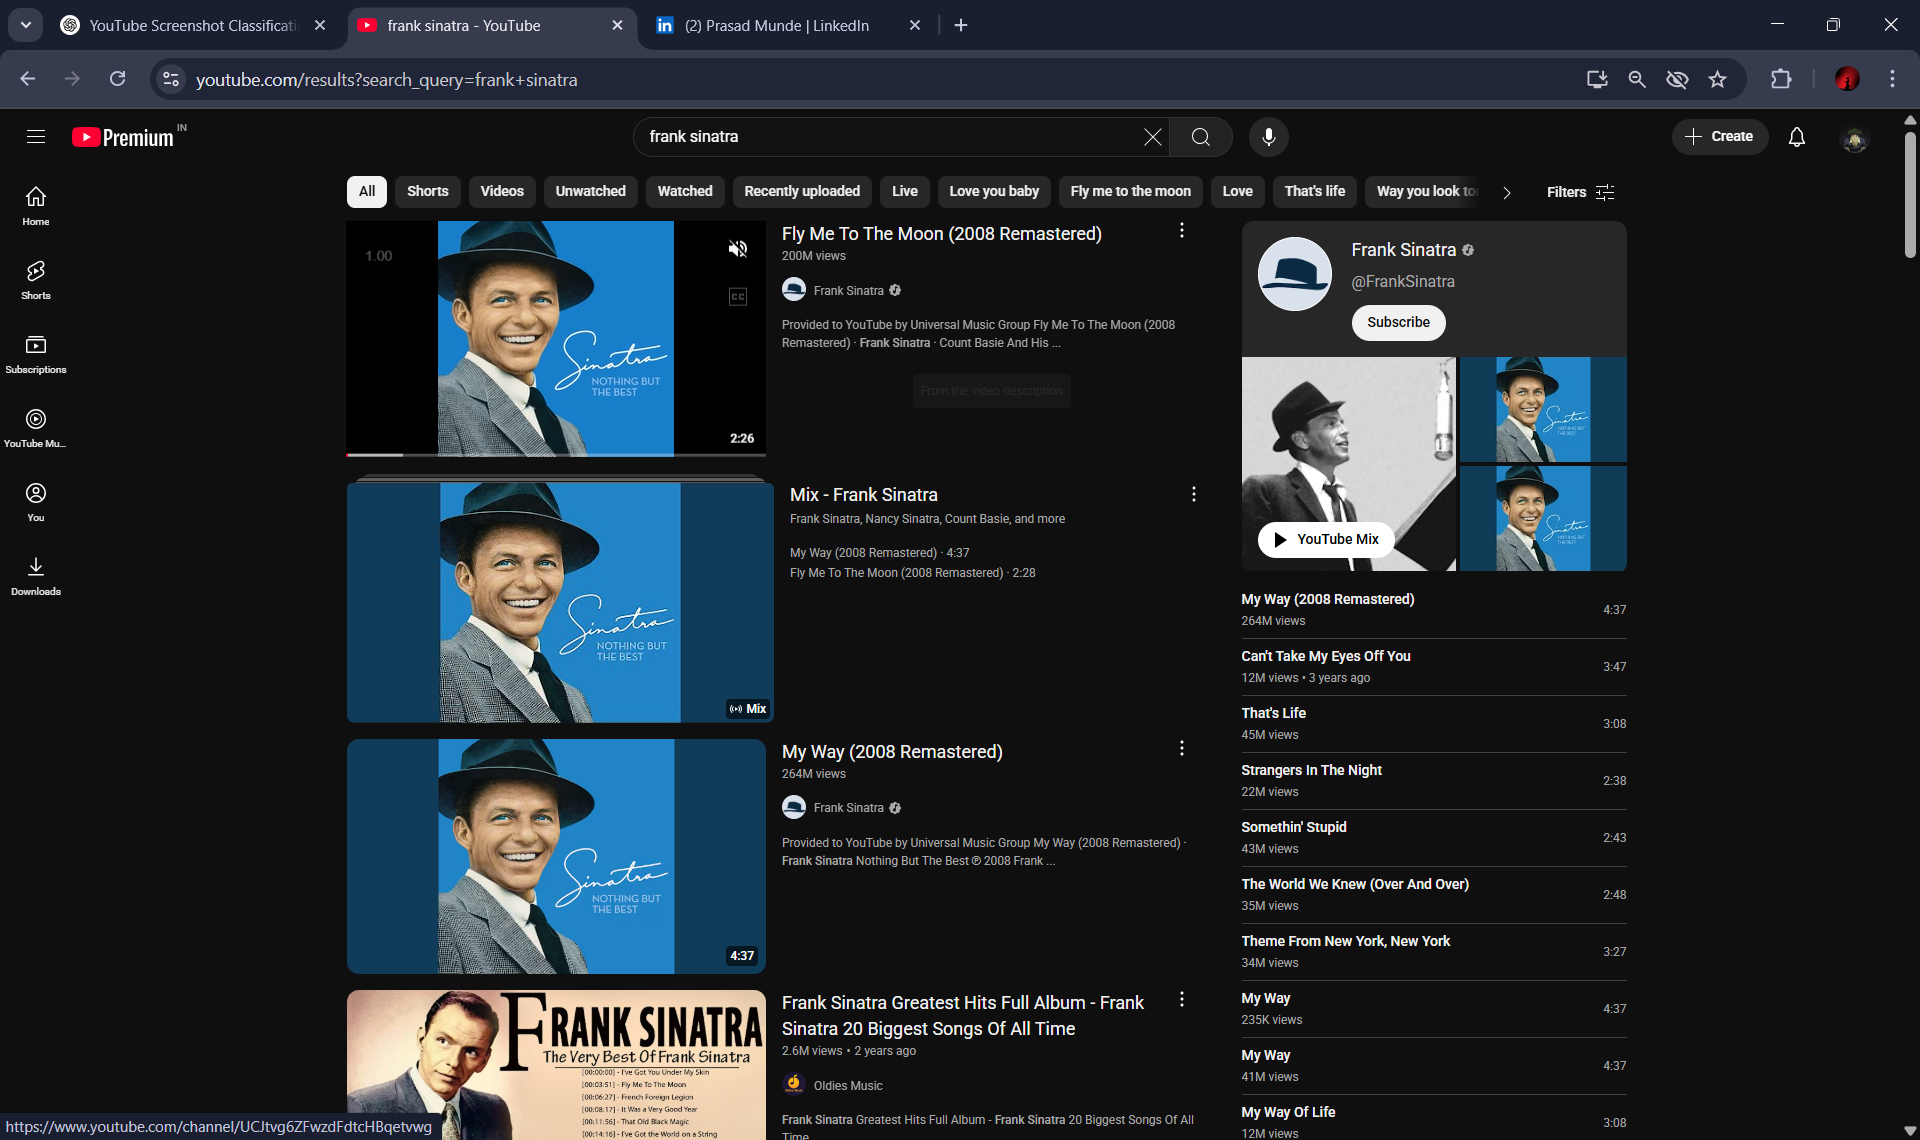 YouTube Screenshot Classificati
frank sinatra - YouTube
(2) Prasad Munde | LinkedIn
youtube.com/results?search_query=frank+sinatra
Premium IN
frank sinatra
Create
Home
Shorts
Subscriptions
YouTube Mu...
You
Downloads
All
Shorts
Videos
Unwatched
Watched
Recently uploaded
Live
Love you baby
Fly me to the moon
Love
That's life
Way you look to
Filters
1.00
CC
Sinatra
NOTHING BUT
THE BEST
2:26
Fly Me To The Moon (2008 Remastered)
200M views
Frank Sinatra
Provided to YouTube by Universal Music Group Fly Me To The Moon (2008
Remastered) · Frank Sinatra · Count Basie And His ...
From the video description
Sinatra
NOTHING BUT
THE BEST
Mix
Mix - Frank Sinatra
Frank Sinatra, Nancy Sinatra, Count Basie, and more
My Way (2008 Remastered) · 4:37
Fly Me To The Moon (2008 Remastered) · 2:28
Sinatra
NOTHING BUT
THE BEST
4:37
My Way (2008 Remastered)
264M views
Frank Sinatra
Provided to YouTube by Universal Music Group My Way (2008 Remastered) ·
Frank Sinatra Nothing But The Best ℗ 2008 Frank ...
FRANK SINATRA
The Very Best Of Frank Sinatra
[00:00:00] - I've Got You Under My Skin
[00:03:51] - Fly Me To The Moon
[00:06:27] - French Foreign Legion
[00:08:17] - It Was a Very Good Year
[00:11:56] - That Old Black Magic
[00:14:16] - I've Got the World on a String
Frank Sinatra Greatest Hits Full Album - Frank
Sinatra 20 Biggest Songs Of All Time
2.6M views • 2 years ago
Oldies Music
Frank Sinatra Greatest Hits Full Album - Frank Sinatra 20 Biggest Songs Of All
Time
Frank Sinatra
@FrankSinatra
Subscribe
Sinatra
Sinatra
YouTube Mix
My Way (2008 Remastered)
264M views
4:37
Can't Take My Eyes Off You
12M views • 3 years ago
3:47
That's Life
45M views
3:08
Strangers In The Night
22M views
2:38
Somethin' Stupid
43M views
2:43
The World We Knew (Over And Over)
35M views
2:48
Theme From New York, New York
34M views
3:27
My Way
235K views
4:37
My Way
41M views
4:37
My Way Of Life
12M views
3:08
https://www.youtube.com/channel/UCJtvg6ZFwzdFdtcHBqetvwg